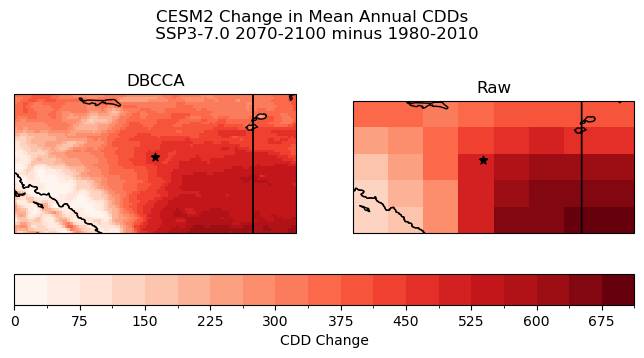 CESM2 Change in Mean Annual CDDs
SSP3-7.0 2070-2100 minus 1980-2010
DBCCA
Raw
0 75 150 225 300 375 450 525 600 675
CDD Change